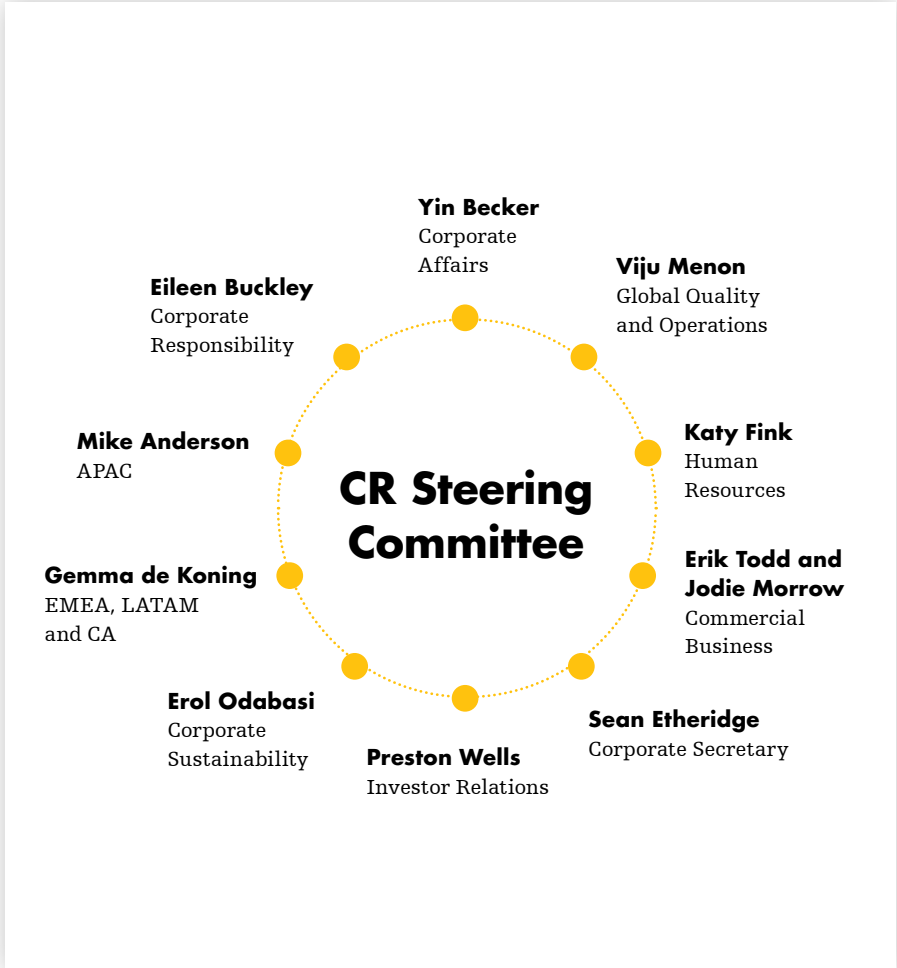 Yin Becker
Corporate
Affairs
Viju Menon
Global Quality
and Operations
Eileen Buckley
Corporate
Responsibility
Katy Fink
Human
Resources
Mike Anderson
APAC
CR Steering
Committee
Erik Todd and
Jodie Morrow
Commercial
Business
Gemma de Koning
EMEA, LATAM
and CA
Erol Odabasi
Corporate
Sustainability
Sean Etheridge
Corporate Secretary
Preston Wells
Investor Relations